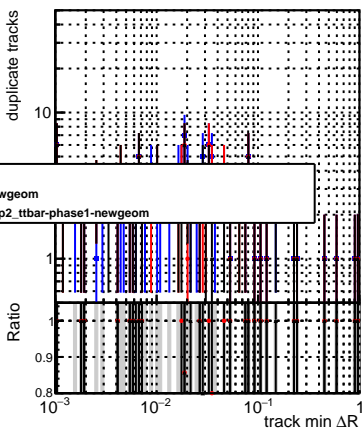 duplicate tracks
10
wgeom
p2_ttbar-phase1-newgeom
1
Ratio
1
0.9
0.8
10⁻³ 10⁻² 10⁻¹ 1
track min ΔR